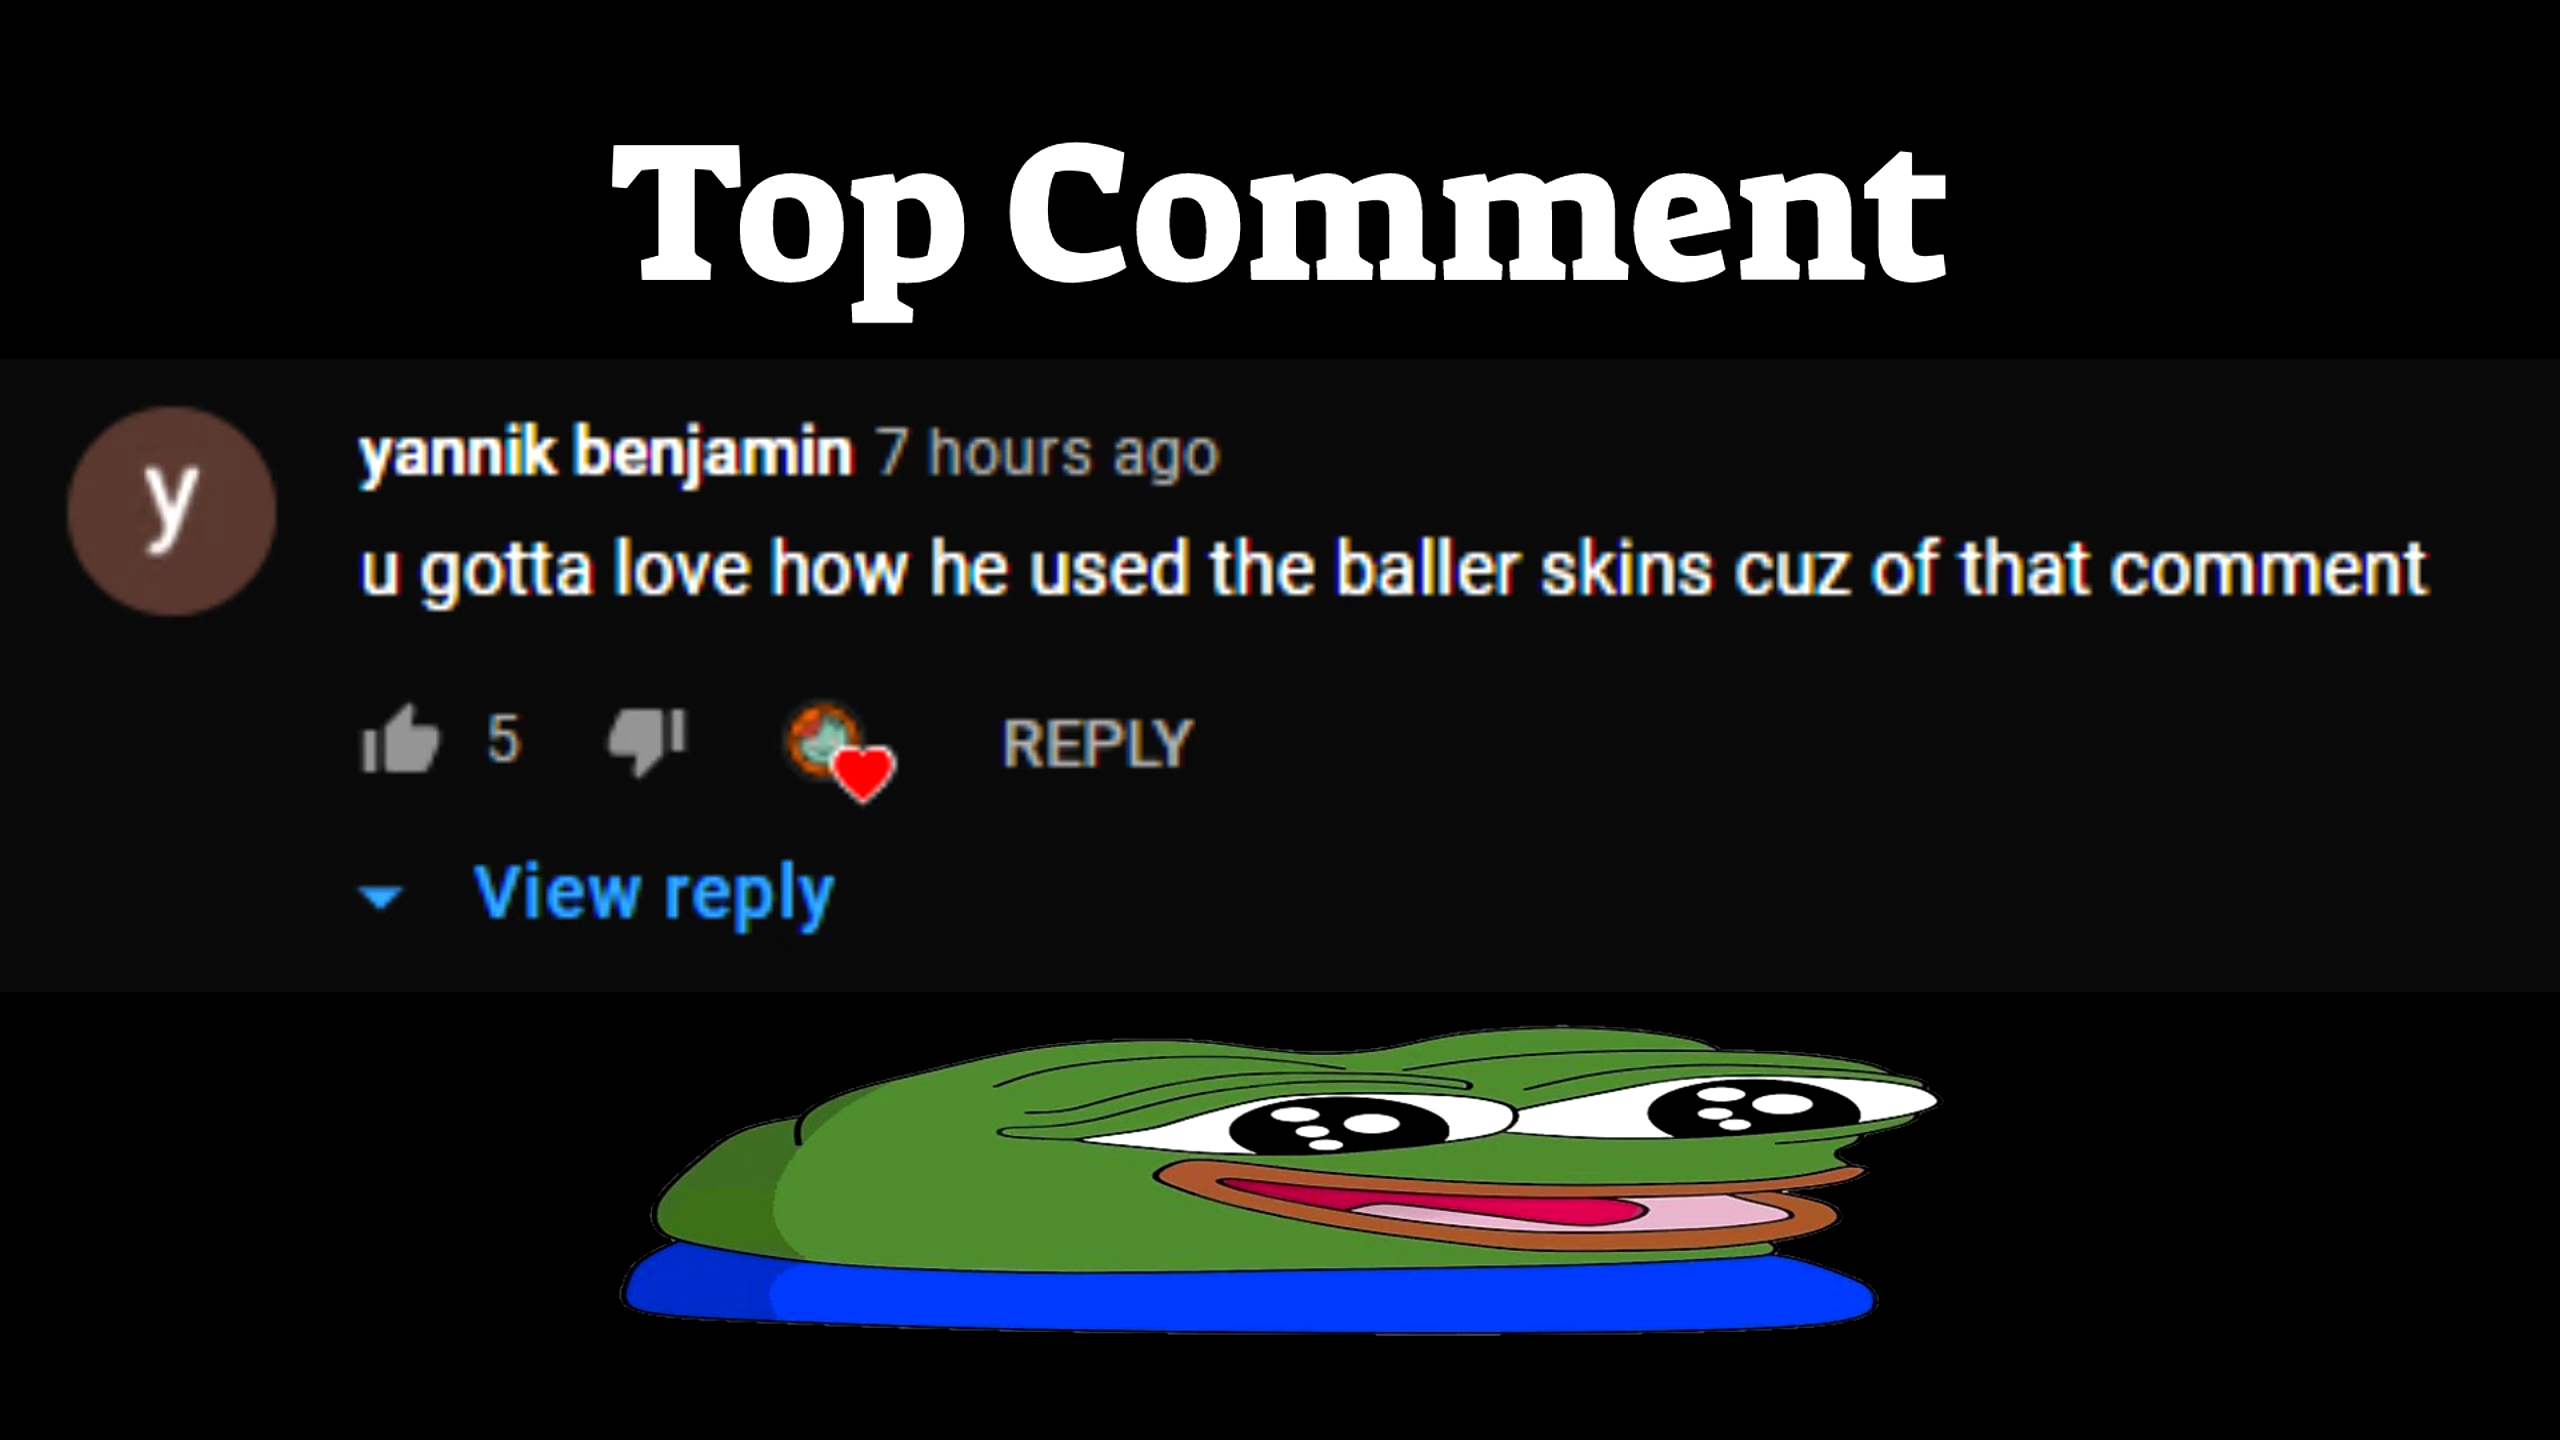 Top Comment
y
yannik benjamin 7 hours ago
u gotta love how he used the baller skins cuz of that comment
5
REPLY
View reply